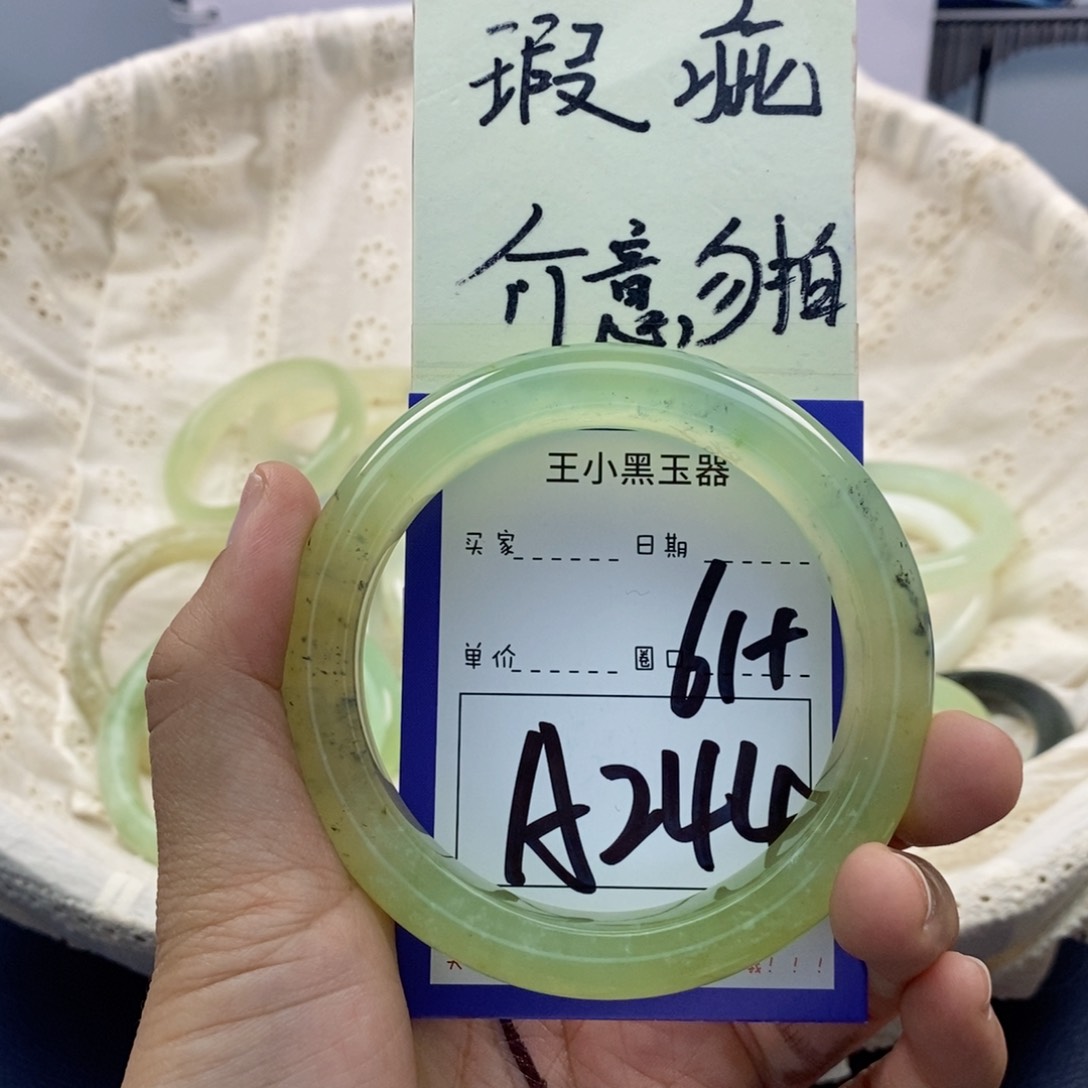 瑕疵
介意勿拍
王小黑玉器
买家 日期
单价 圈口 61+
A244